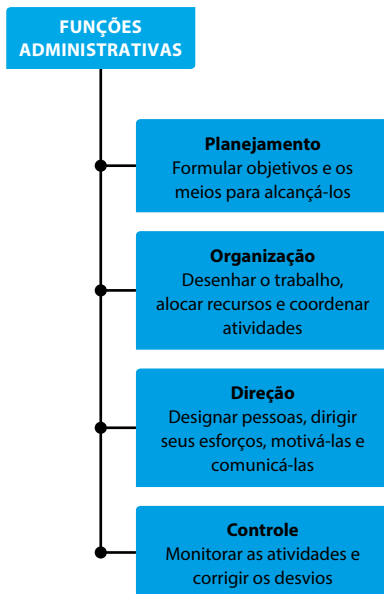 FUNÇÕES
ADMINISTRATIVAS
Planejamento
Formular objetivos e os
meios para alcançá-los
Organização
Desenhar o trabalho,
alocar recursos e coordenar
atividades
Direção
Designar pessoas, dirigir
seus esforços, motivá-las e
comunicá-las
Controle
Monitorar as atividades e
corrigir os desvios